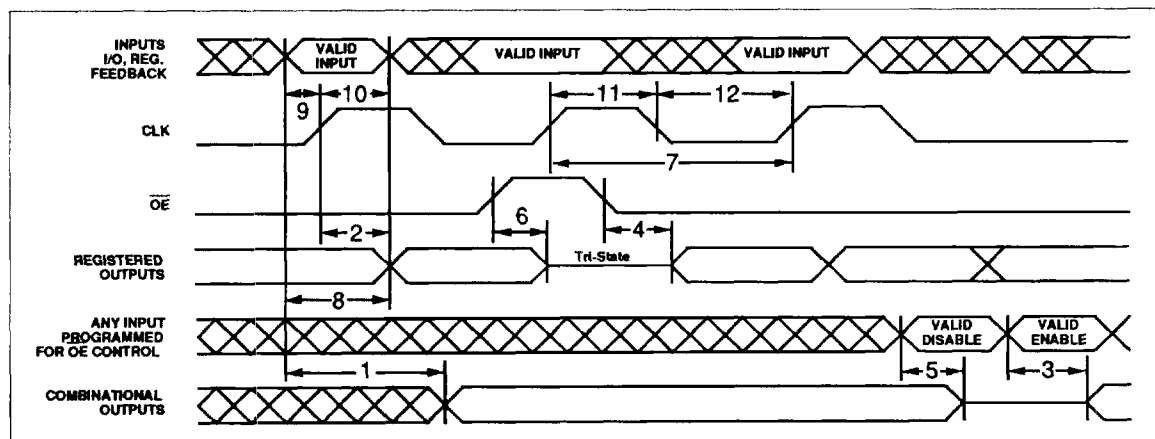 INPUTS
I/O, REG.
FEEDBACK
VALID
INPUT
VALID INPUT
VALID INPUT
9
10
11
12
CLK
7
OE
6
4
2
Tri-State
REGISTERED
OUTPUTS
8
ANY INPUT
PROGRAMMED
FOR OE CONTROL
VALID
DISABLE
VALID
ENABLE
1
5
3
COMBINATIONAL
OUTPUTS